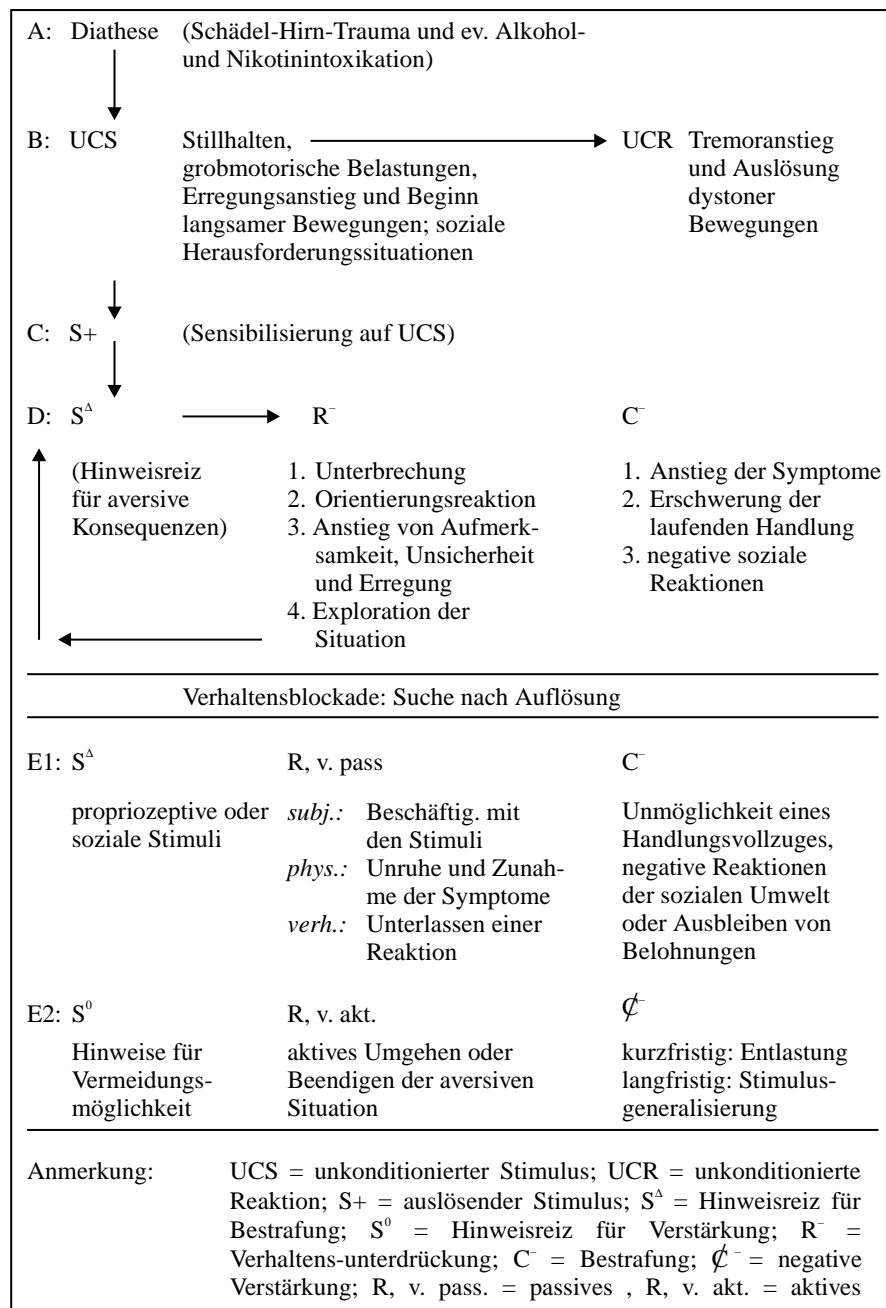 A: Diathese (Schädel-Hirn-Trauma und ev. Alkohol-
und Nikotinintoxikation)
B: UCS Stillhalten, UCR Tremoranstieg
grobmotorische Belastungen, und Auslösung
Erregungsanstieg und Beginn dystoner
langsamer Bewegungen; soziale Bewegungen
Herausforderungssituationen
C: S+ (Sensibilisierung auf UCS)
D: S^Δ R^- C^-
(Hinweisreiz 1. Unterbrechung 1. Anstieg der Symptome
für aversive 2. Orientierungsreaktion 2. Erschwerung der
Konsequenzen) 3. Anstieg von Aufmerk- laufenden Handlung
samkeit, Unsicherheit 3. negative soziale
und Erregung Reaktionen
4. Exploration der
Situation
Verhaltensblockade: Suche nach Auflösung
E1: S^Δ R, v. pass C^-
propriozeptive oder subj.: Beschäftig. mit Unmöglichkeit eines
soziale Stimuli den Stimuli Handlungsvollzuges,
phys.: Unruhe und Zunah- negative Reaktionen
me der Symptome der sozialen Umwelt
verh.: Unterlassen einer oder Ausbleiben von
Reaktion Belohnungen
E2: S^0 R, v. akt. C̸^-
Hinweise für aktives Umgehen oder kurzfristig: Entlastung
Vermeidungs- Beendigen der aversiven langfristig: Stimulus-
möglichkeit Situation generalisierung
Anmerkung: UCS = unkonditionierter Stimulus; UCR = unkonditionierte
Reaktion; S+ = auslösender Stimulus; S^Δ = Hinweisreiz für
Bestrafung; S^0 = Hinweisreiz für Verstärkung; R^- =
Verhaltens-unterdrückung; C^- = Bestrafung; C̸^- = negative
Verstärkung; R, v. pass. = passives , R, v. akt. = aktives